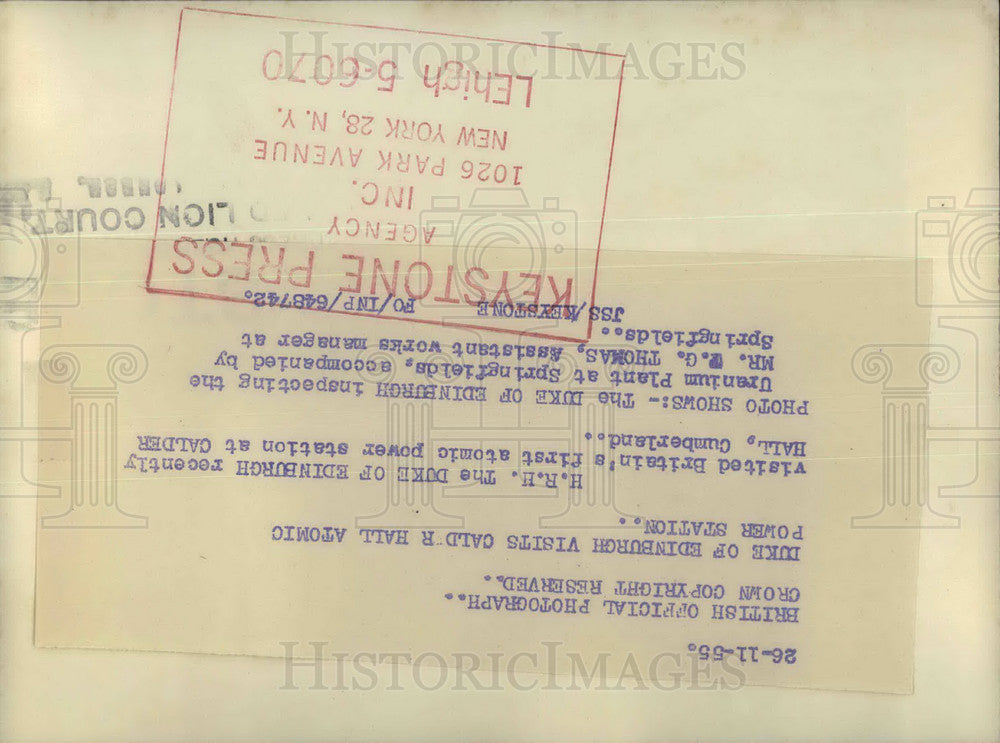 26-11-55.
BRITISH OFFICIAL PHOTOGRAPH..
CROWN COPYRIGHT RESERVED..
DUKE OF EDINBURGH VISITS CALD R HALL ATOMIC
POWER STATION..
H.R.H. The DUKE OF EDINBURGH recently
visited Britain's first atomic power station at CALDER
HALL, Cumberland..
PHOTO SHOWS:- The DUKE OF EDINBURGH inspecting the
Uranium Plant at Springfields, accompanied by
MR. W.G. THOMAS, Assistant works manager at
Springfields..
JSS/KEYSTONE FO/INP/648742.
KEYSTONE PRESS
AGENCY
INC.
1026 PARK AVENUE
NEW YORK 28, N.Y.
LEhigh 5-6070
LION COURT
HISTORICIMAGES
HISTORICIMAGES